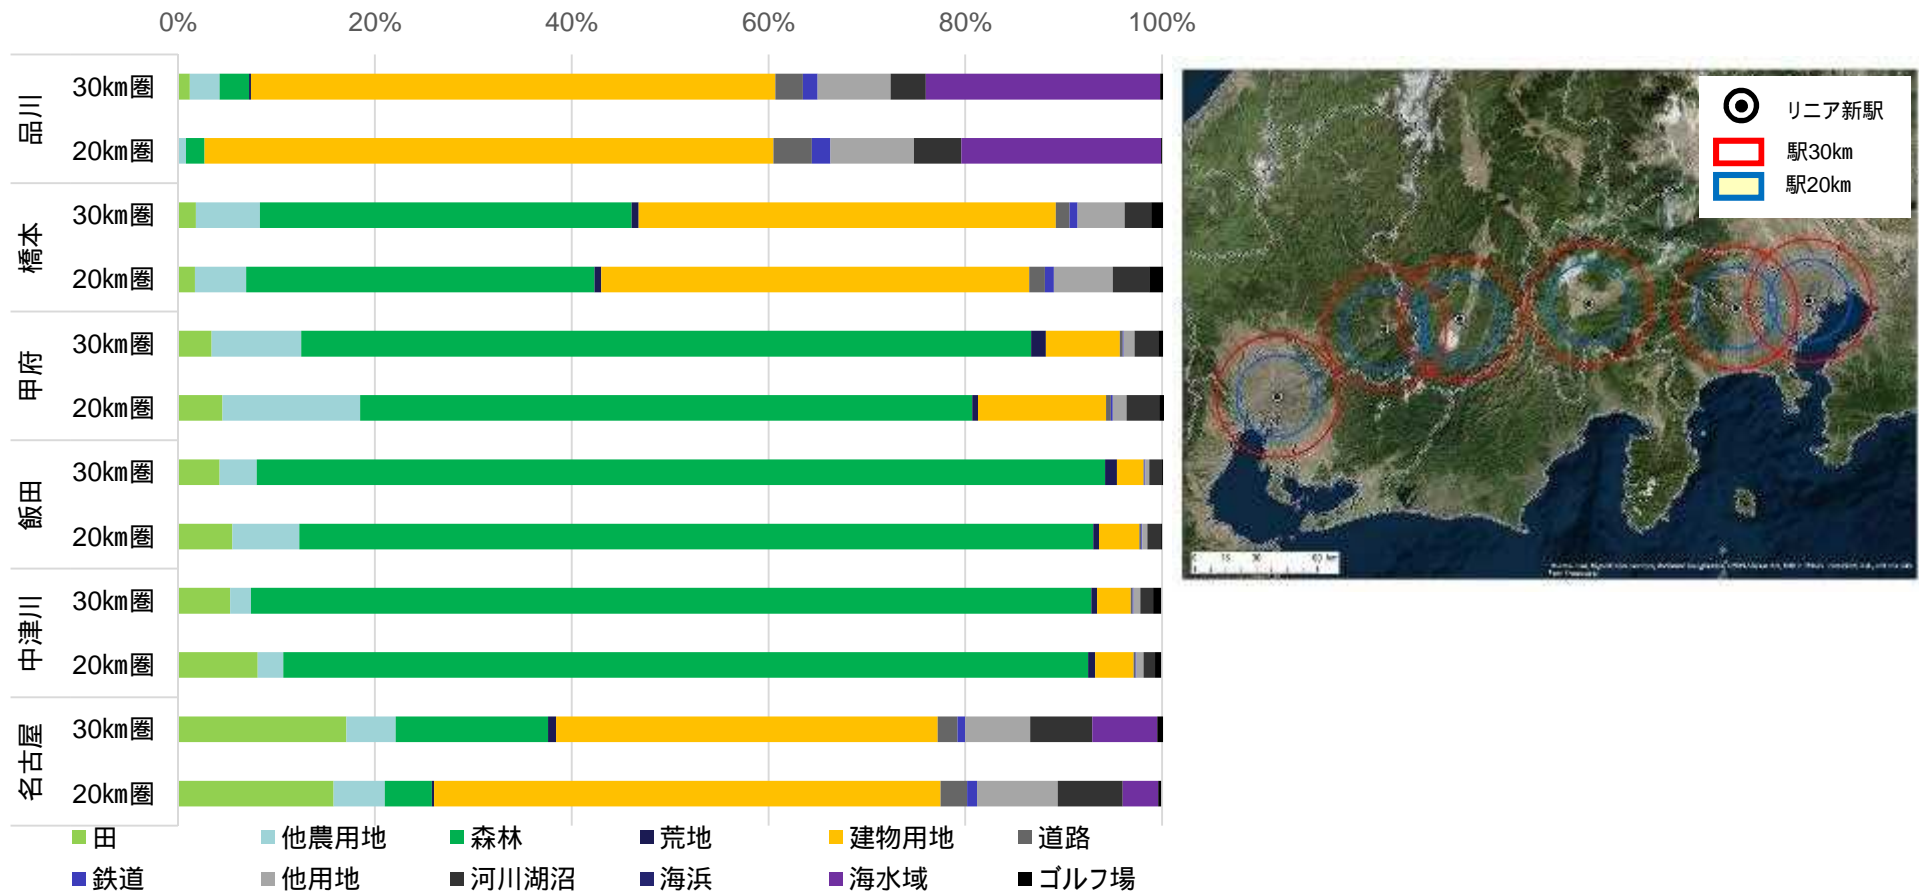 0% 20% 40% 60% 80% 100%
品川
30km圏
20km圏
橋本
30km圏
20km圏
甲府
30km圏
20km圏
飯田
30km圏
20km圏
中津川
30km圏
20km圏
名古屋
30km圏
20km圏
田 他農用地 森林 荒地 建物用地 道路
鉄道 他用地 河川湖沼 海浜 海水域 ゴルフ場
リニア新駅
駅30km
駅20km
0 15 30 60 km